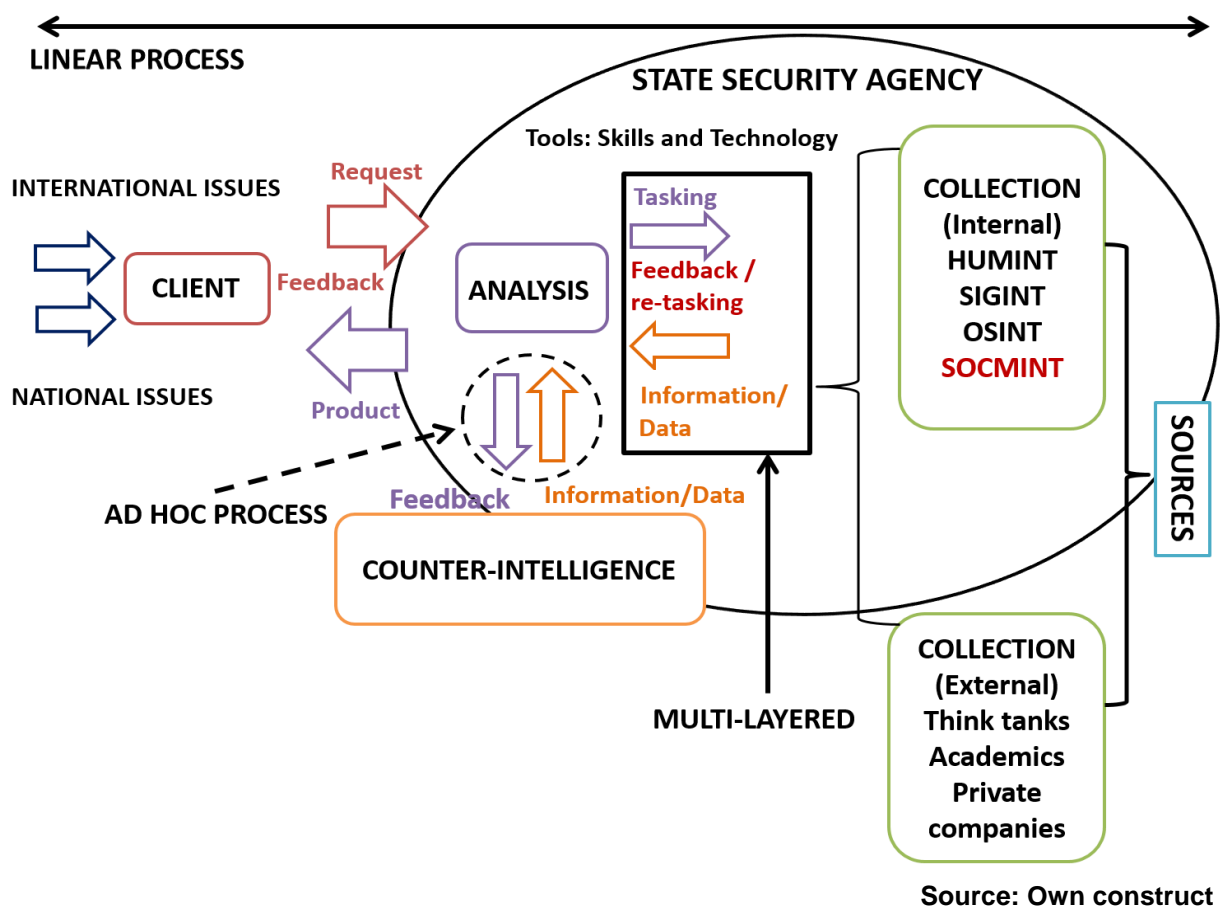 LINEAR PROCESS
STATE SECURITY AGENCY
Tools: Skills and Technology
INTERNATIONAL ISSUES
Request
CLIENT
Feedback
NATIONAL ISSUES
Product
ANALYSIS
Tasking
Feedback /
re-tasking
Information/
Data
Feedback
Information/Data
AD HOC PROCESS
COUNTER-INTELLIGENCE
MULTI-LAYERED
COLLECTION
(Internal)
HUMINT
SIGINT
OSINT
SOCMINT
SOURCES
COLLECTION
(External)
Think tanks
Academics
Private
companies
Source: Own construct